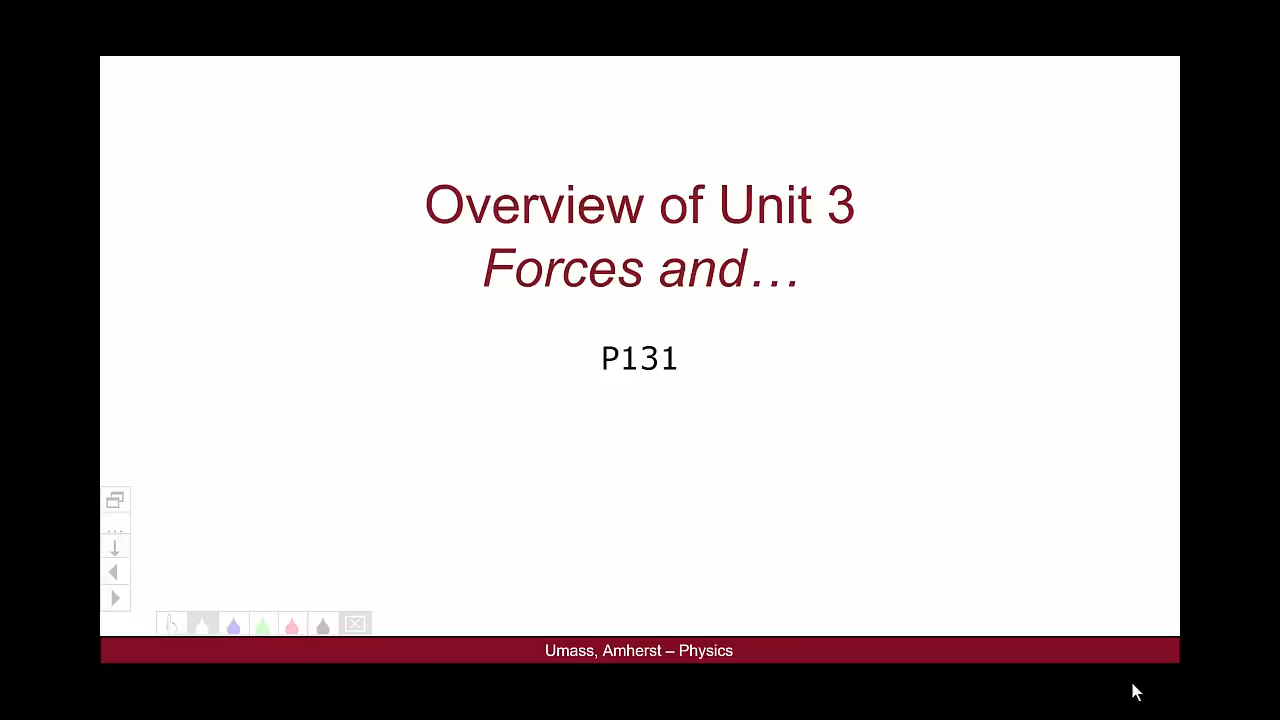 Overview of Unit 3
Forces and…
P131
Umass, Amherst – Physics